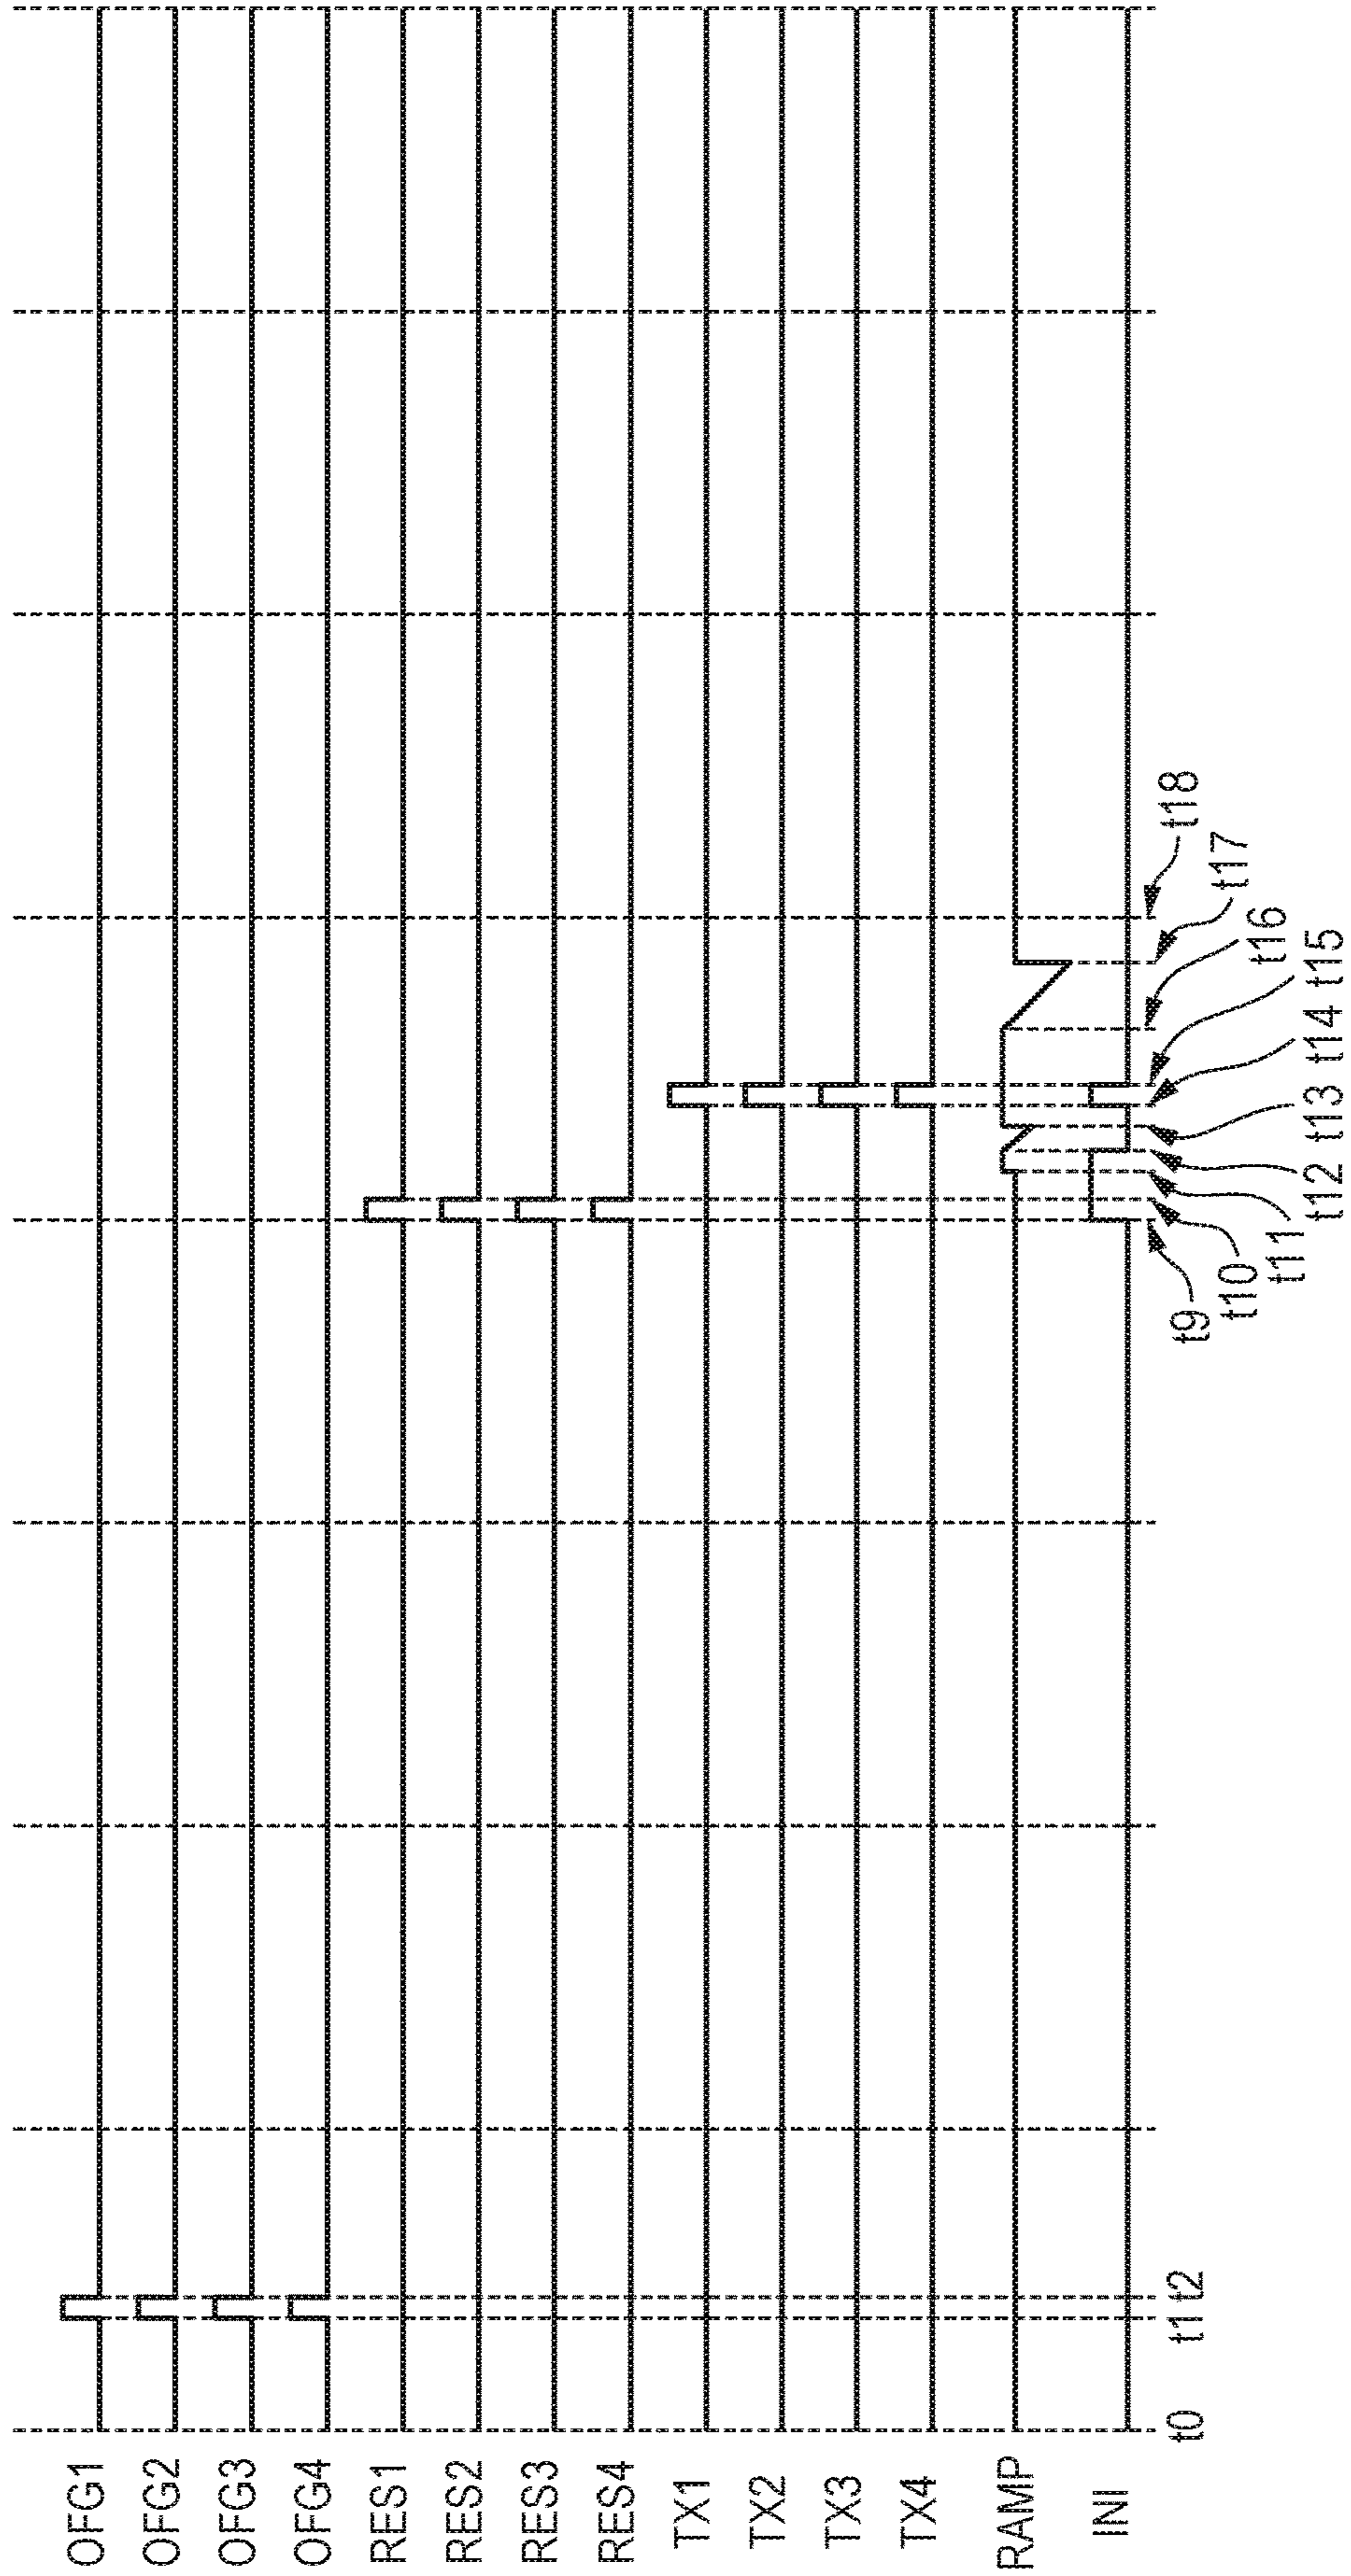 OFG1
OFG2
OFG3
OFG4
RES1
RES2
RES3
RES4
TX1
TX2
TX3
TX4
RAMP
INI
t0
t1
t2
t9
t10
t11
t12
t13
t14
t15
t16
t17
t18